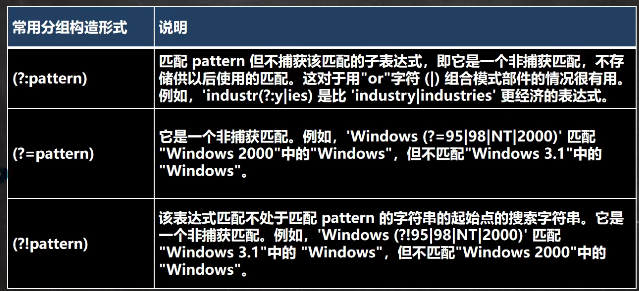 常用分组构造形式 说明
(?:pattern)
匹配 pattern 但不捕获该匹配的子表达式，即它是一个非捕获匹配，不存
储供以后使用的匹配。这对于用"or"字符 (|) 组合模式部件的情况很有用。
例如，'industr(?:y|ies) 是比 'industry|industries' 更经济的表达式。
(?=pattern)
它是一个非捕获匹配。例如，'Windows (?=95|98|NT|2000)' 匹配
"Windows 2000"中的"Windows"，但不匹配"Windows 3.1"中的
"Windows"。
(?!pattern)
该表达式匹配不处于匹配 pattern 的字符串的起始点的搜索字符串。它是
一个非捕获匹配。例如，'Windows (?!95|98|NT|2000)' 匹配
"Windows 3.1"中的 "Windows"，但不匹配"Windows 2000"中的
"Windows"。